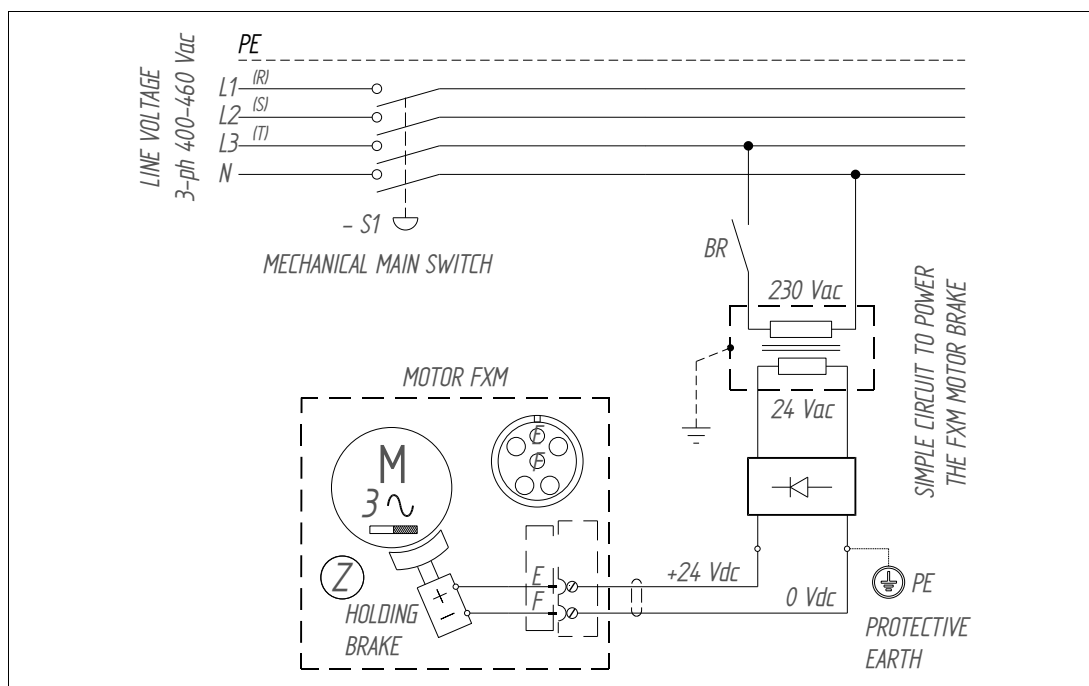 LINE VOLTAGE
3-ph 400-460 Vac
PE
L1 (R)
L2 (S)
L3 (T)
N
- S1
MECHANICAL MAIN SWITCH
BR
230 Vac
24 Vac
SIMPLE CIRCUIT TO POWER
THE FXM MOTOR BRAKE
MOTOR FXM
M
3
E
F
Z
+
-
HOLDING
BRAKE
E
F
+24 Vdc
0 Vdc
PE
PROTECTIVE
EARTH